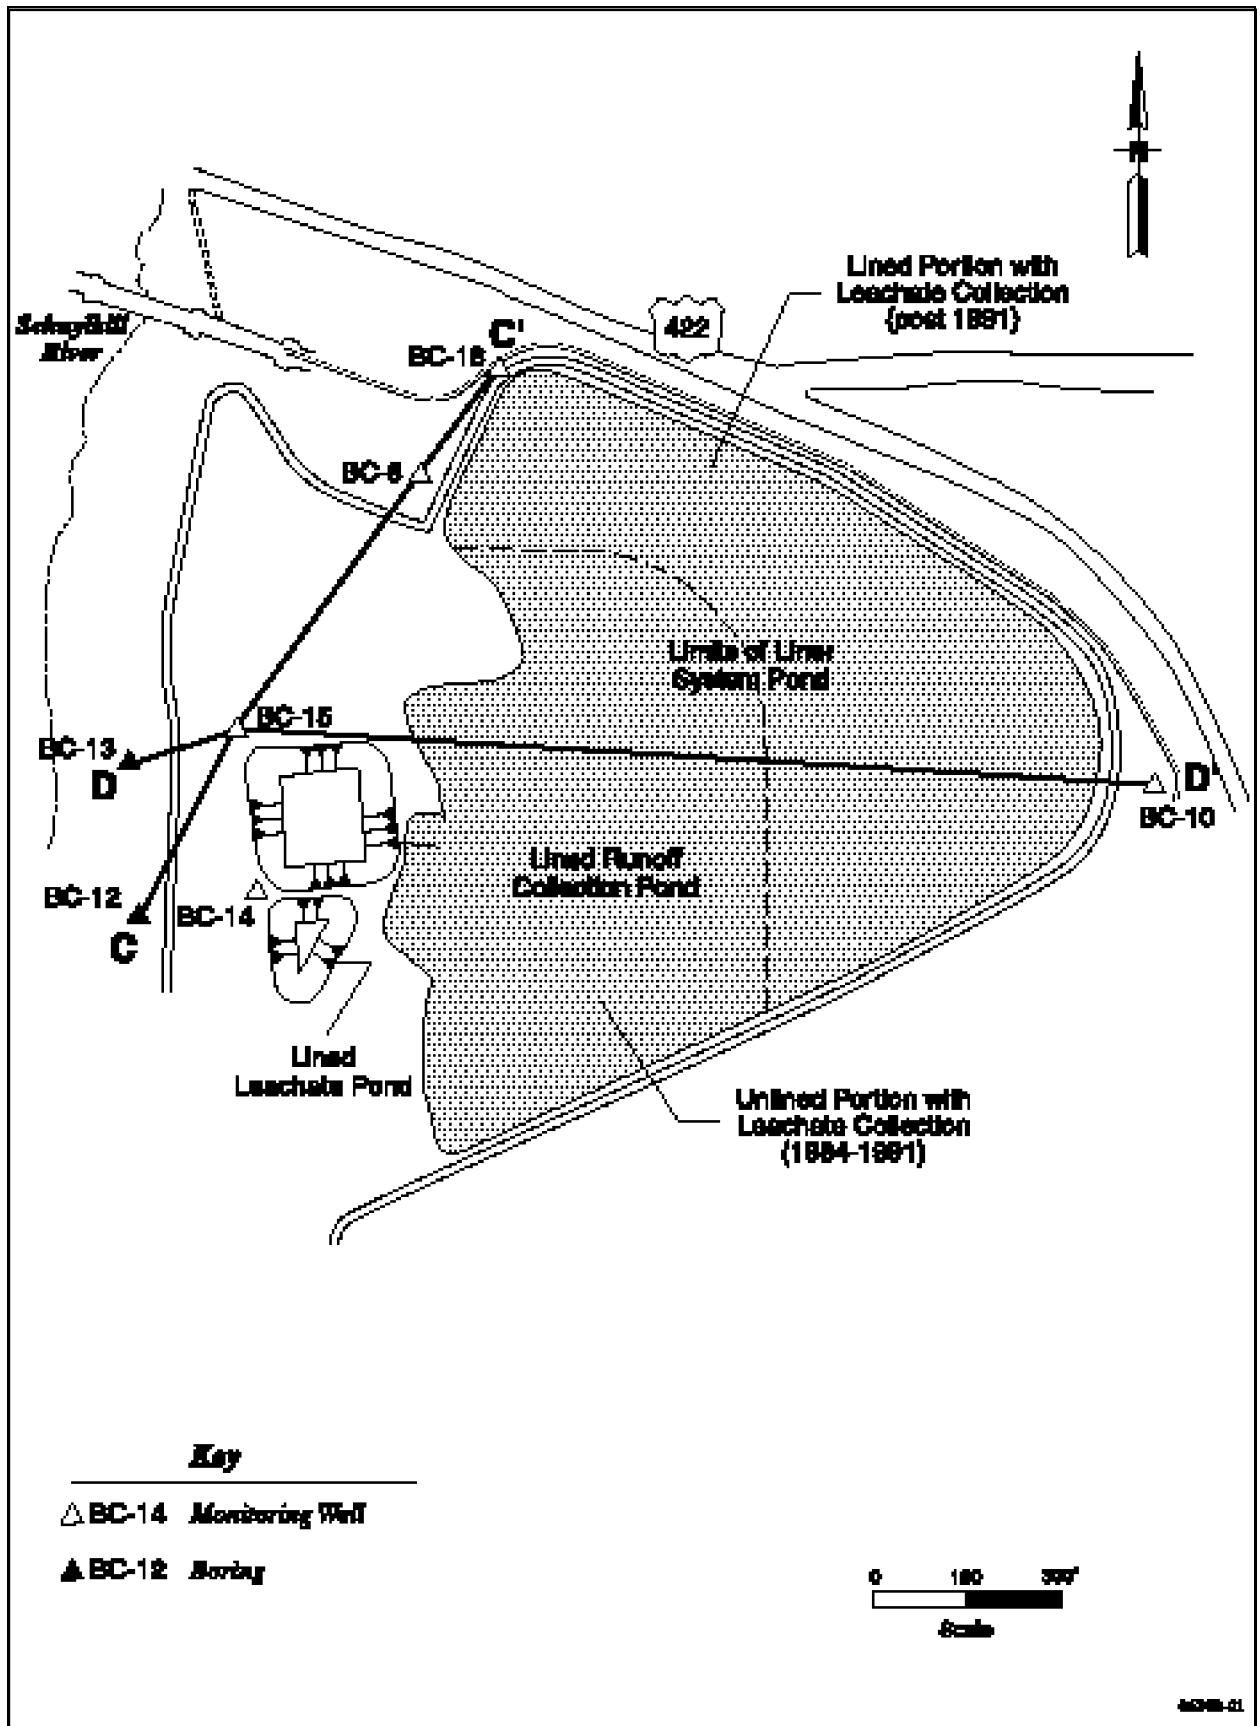 Lined Portion with
Leachate Collection
(post 1991)
422
Schuylkill
River
C'
BC-6
Limits of Liner
System Pond
BC-15
BC-13
D
D'
BC-10
Lined Runoff
Collection Pond
BC-12
BC-14
C
Lined
Leachate Pond
Unlined Portion with
Leachate Collection
(1984-1991)
Key
BC-14 Monitoring Well
BC-12 Boring
0 150 300'
Scale